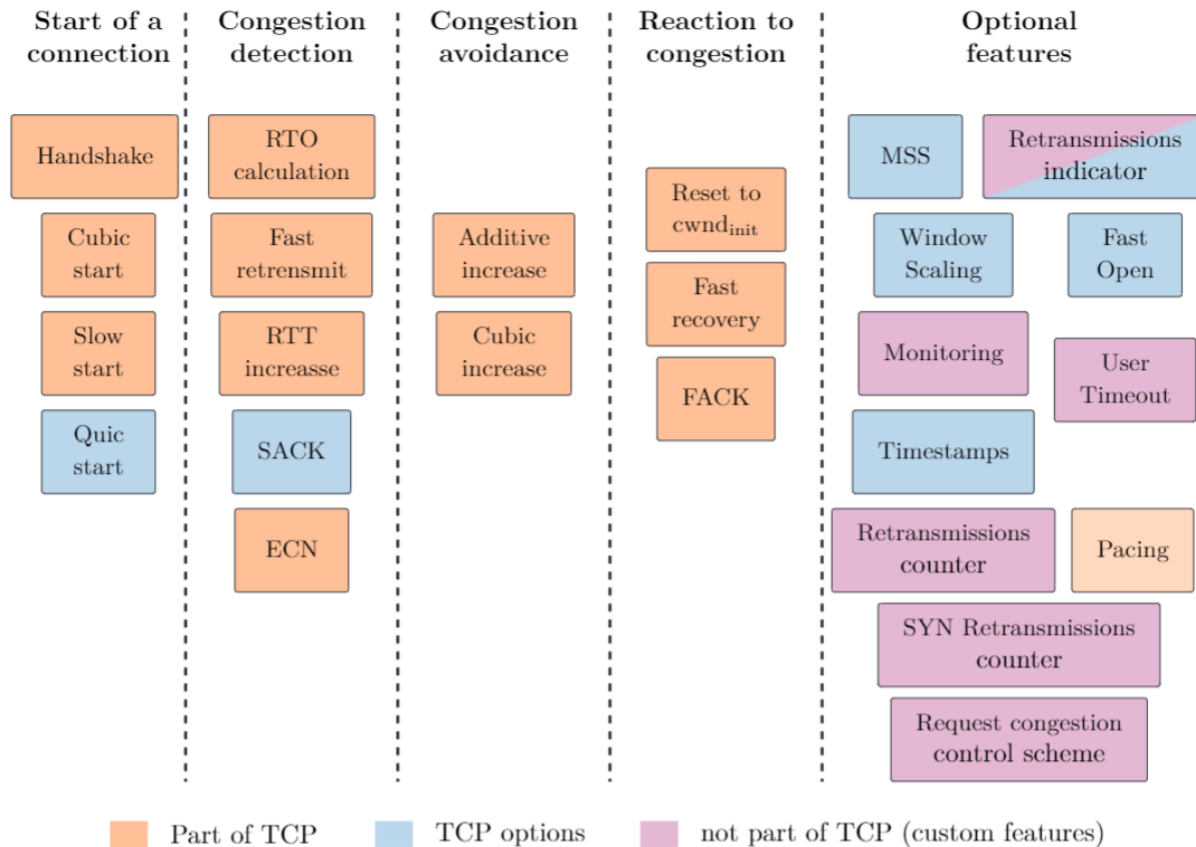 Start of a
connection
Congestion
detection
Congestion
avoidance
Reaction to
congestion
Optional
features
Handshake
Cubic
start
Slow
start
Quic
start
RTO
calculation
Fast
retrensmit
RTT
increasse
SACK
ECN
Additive
increase
Cubic
increase
Reset to
cwnd_init
Fast
recovery
FACK
MSS
Retransmissions
indicator
Window
Scaling
Fast
Open
Monitoring
User
Timeout
Timestamps
Retransmissions
counter
Pacing
SYN Retransmissions
counter
Request congestion
control scheme
Part of TCP
TCP options
not part of TCP (custom features)